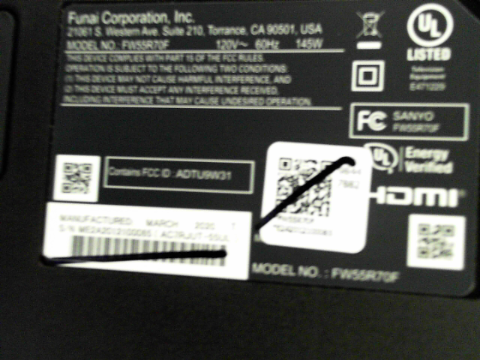 Funai Corporation, Inc.
21061 S. Western Ave. Suite 210, Torrance, CA 90501, USA
MODEL NO.: FW55R70F 120V~ 60Hz 145W
THIS DEVICE COMPLIES WITH PART 15 OF THE FCC RULES.
OPERATION IS SUBJECT TO THE FOLLOWING TWO CONDITIONS:
(1) THIS DEVICE MAY NOT CAUSE HARMFUL INTERFERENCE, AND
(2) THIS DEVICE MUST ACCEPT ANY INTERFERENCE RECEIVED,
INCLUDING INTERFERENCE THAT MAY CAUSE UNDESIRED OPERATION.
UL
LISTED
Equipment
E471229
FC SANYO
FW55R70F
UL Energy
Verified
Contains FCC ID : ADTU9W31
HDMI
MANUFACTURED MARCH 2020
S/N
MODEL NO. : FW55R70F